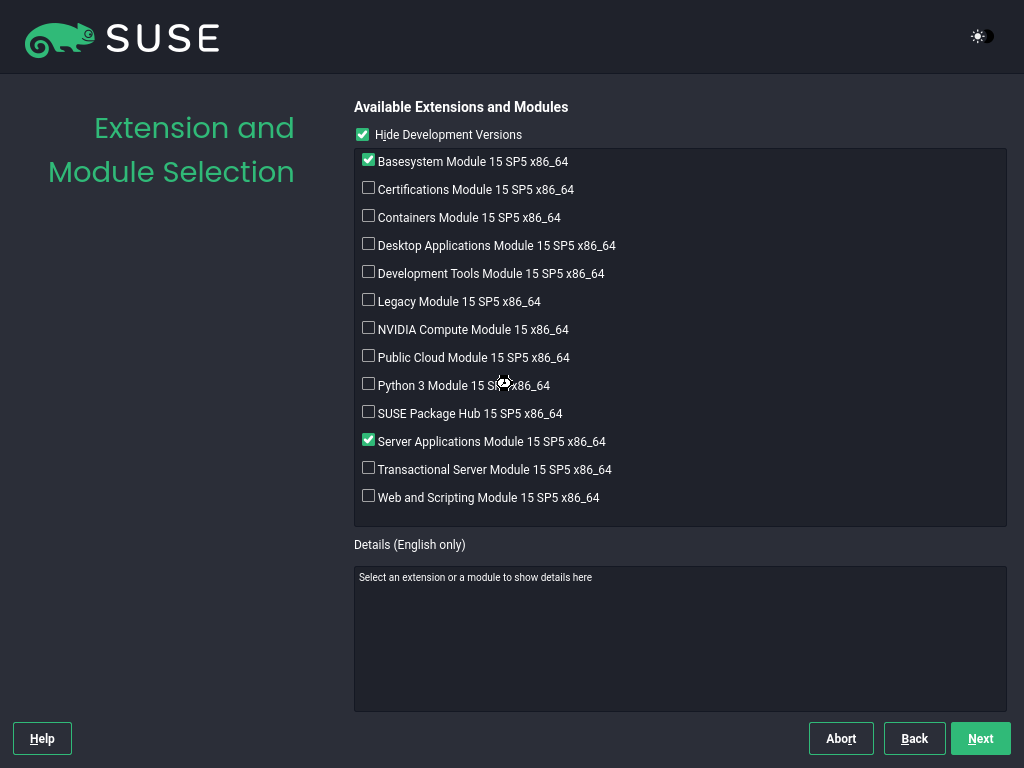 SUSE
Extension and
Module Selection
Available Extensions and Modules
Hide Development Versions
Basesystem Module 15 SP5 x86_64
Certifications Module 15 SP5 x86_64
Containers Module 15 SP5 x86_64
Desktop Applications Module 15 SP5 x86_64
Development Tools Module 15 SP5 x86_64
Legacy Module 15 SP5 x86_64
NVIDIA Compute Module 15 x86_64
Public Cloud Module 15 SP5 x86_64
Python 3 Module 15 x86_64
SUSE Package Hub 15 SP5 x86_64
Server Applications Module 15 SP5 x86_64
Transactional Server Module 15 SP5 x86_64
Web and Scripting Module 15 SP5 x86_64
Details (English only)
Select an extension or a module to show details here
Help
Abort
Back
Next